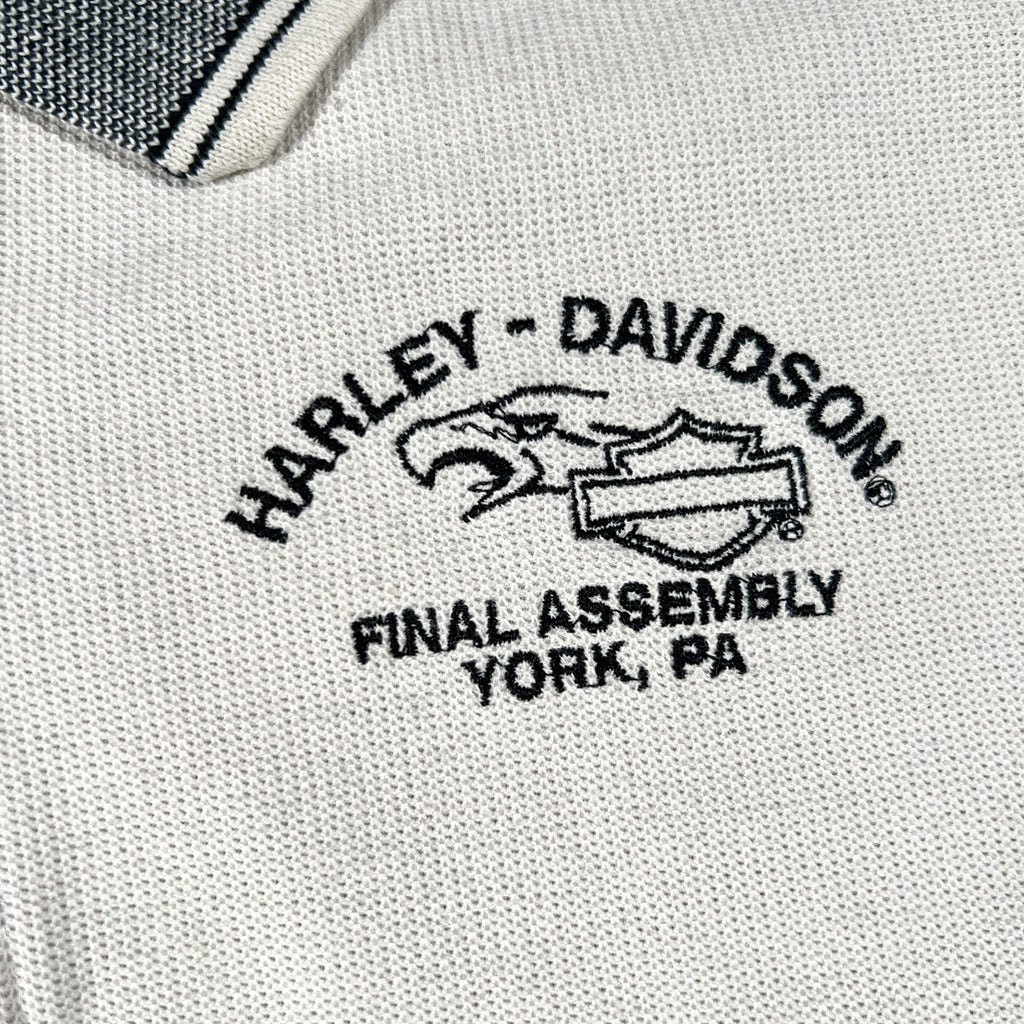 HARLEY - DAVIDSON®
FINAL ASSEMBLY
YORK, PA